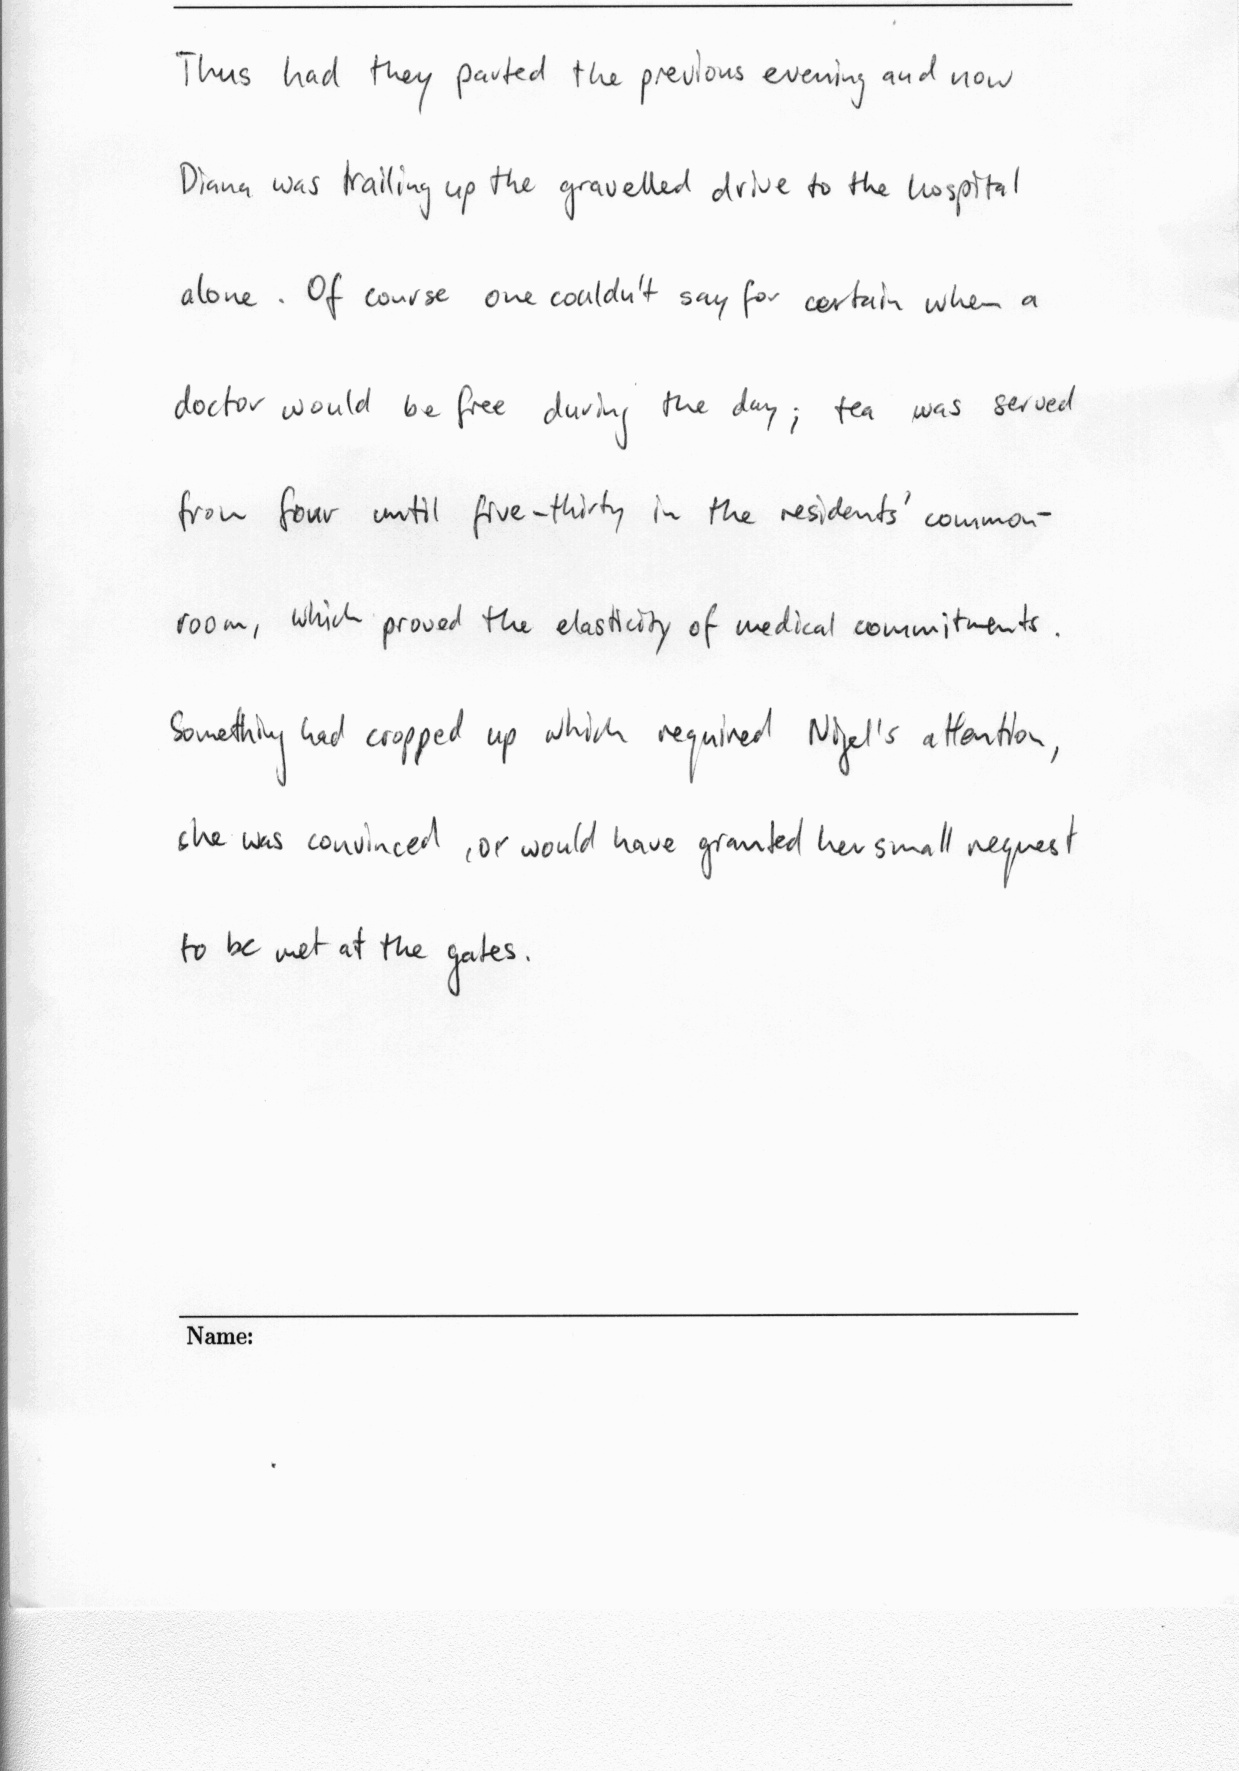 Thus had they parted the previous evening and now
Diana was trailing up the gravelled drive to the hospital
alone. Of course one couldn't say for certain when a
doctor would be free during the day; tea was served
from four until five-thirty in the residents' common-
room, which proved the elasticity of medical commitments.
Something had cropped up which required Nigel's attention,
she was convinced, or would have granted her small request
to be met at the gates.
Name: